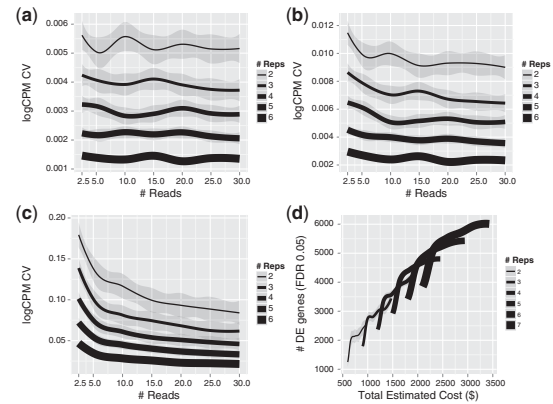 (a)
logCPM CV
0.006
0.005
0.004
0.003
0.002
0.001
2.5 5.0 10.0 15.0 20.0 25.0 30.0
# Reads
# Reps
2
3
4
5
6
(b)
logCPM CV
0.012
0.010
0.008
0.006
0.004
0.002
2.5 5.0 10.0 15.0 20.0 25.0 30.0
# Reads
# Reps
2
3
4
5
6
(c)
logCPM CV
0.20
0.15
0.10
0.05
2.5 5.0 10.0 15.0 20.0 25.0 30.0
# Reads
# Reps
2
3
4
5
6
(d)
# DE genes (FDR 0.05)
6000
5000
4000
3000
2000
1000
500 1000 1500 2000 2500 3000 3500
Total Estimated Cost ($)
# Reps
2
3
4
5
6
7